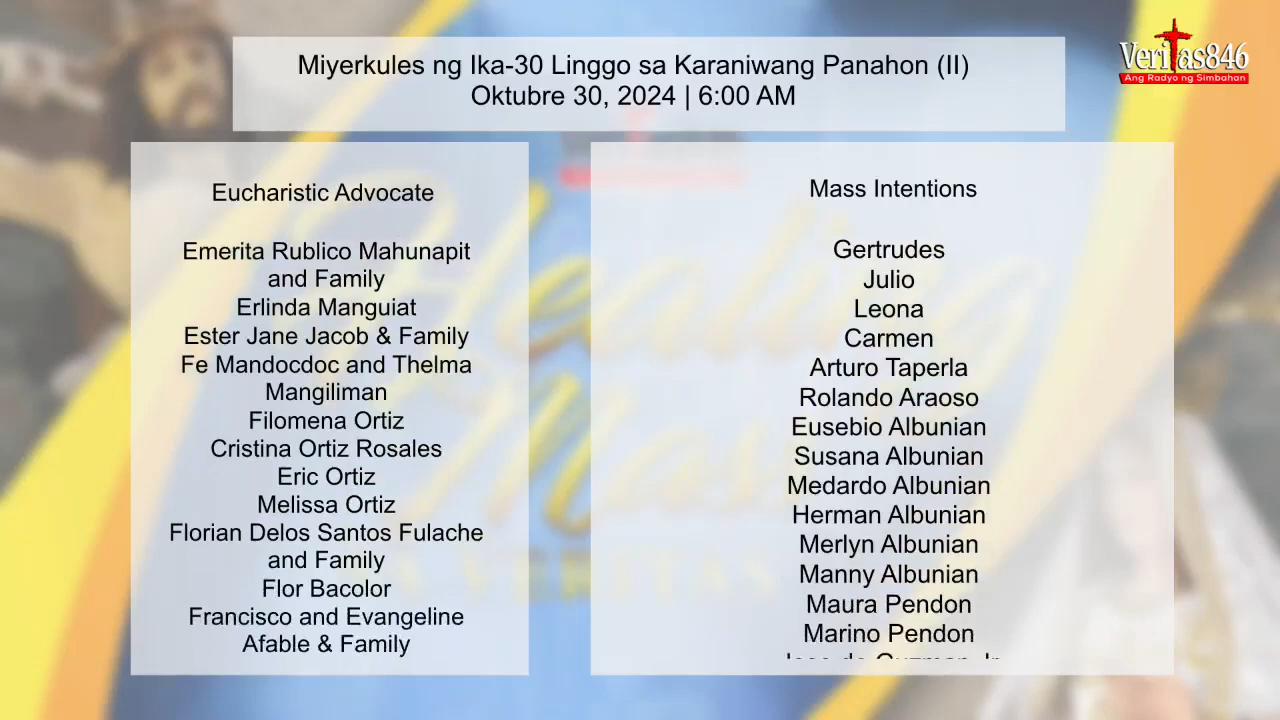 Miyerkules ng Ika-30 Linggo sa Karaniwang Panahon (II)
Oktubre 30, 2024 | 6:00 AM
Veritas846
Ang Radyo ng Simbahan
Eucharistic Advocate
Emerita Rublico Mahunapit
and Family
Erlinda Manguiat
Ester Jane Jacob & Family
Fe Mandocdoc and Thelma
Mangiliman
Filomena Ortiz
Cristina Ortiz Rosales
Eric Ortiz
Melissa Ortiz
Florian Delos Santos Fulache
and Family
Flor Bacolor
Francisco and Evangeline
Afable & Family
Mass Intentions
Gertrudes
Julio
Leona
Carmen
Arturo Taperla
Rolando Araoso
Eusebio Albunian
Susana Albunian
Medardo Albunian
Herman Albunian
Merlyn Albunian
Manny Albunian
Maura Pendon
Marino Pendon
Healing
Mass